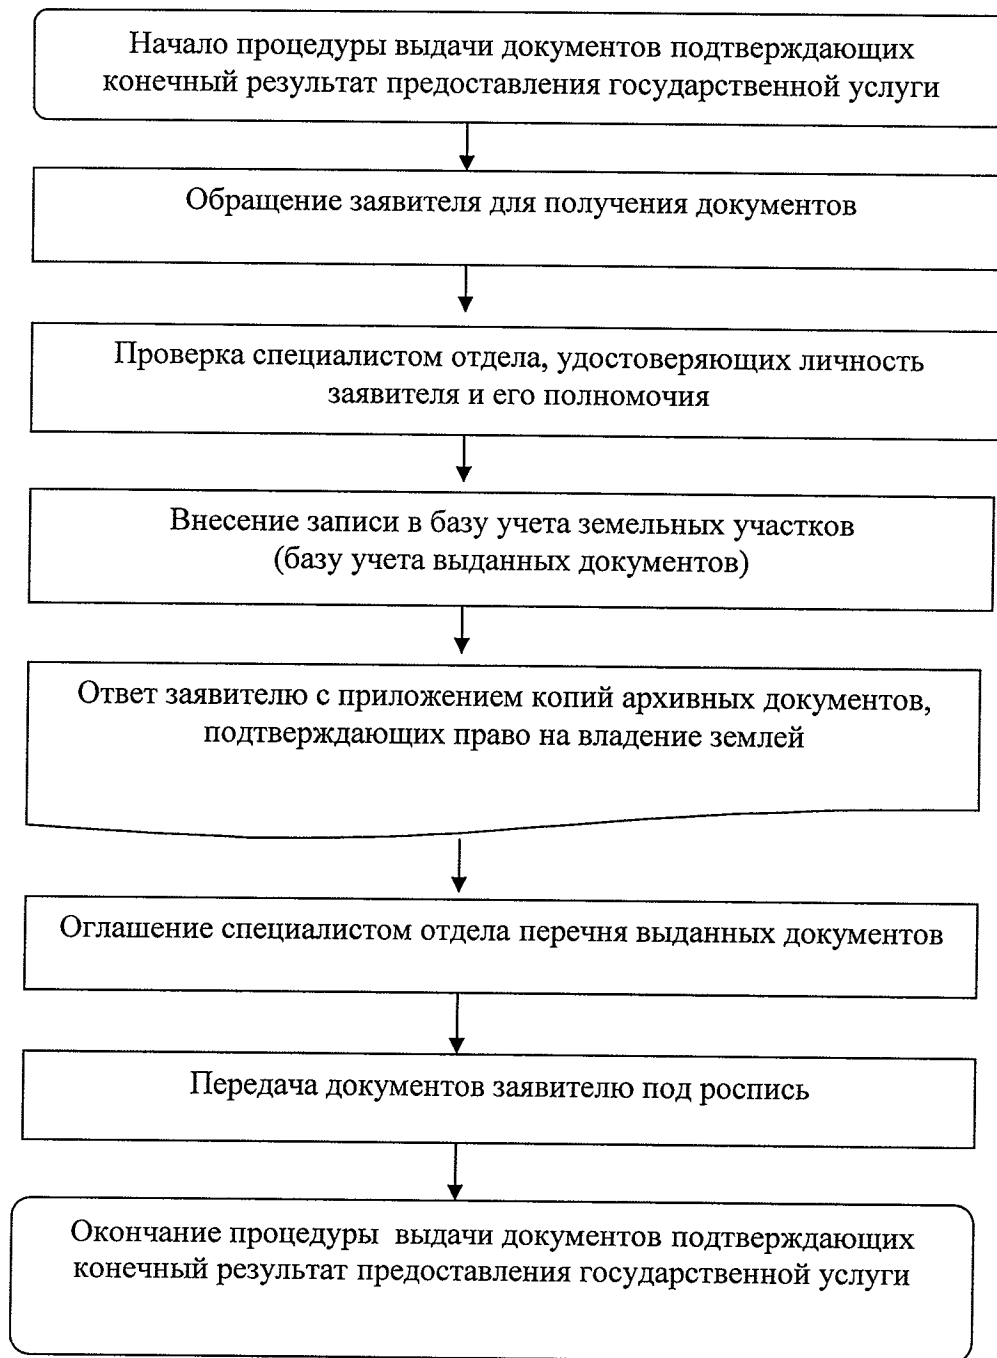 Начало процедуры выдачи документов подтверждающих
конечный результат предоставления государственной услуги
Обращение заявителя для получения документов
Проверка специалистом отдела, удостоверяющих личность
заявителя и его полномочия
Внесение записи в базу учета земельных участков
(базу учета выданных документов)
Ответ заявителю с приложением копий архивных документов,
подтверждающих право на владение землей
Оглашение специалистом отдела перечня выданных документов
Передача документов заявителю под роспись
Окончание процедуры  выдачи документов подтверждающих
конечный результат предоставления государственной услуги